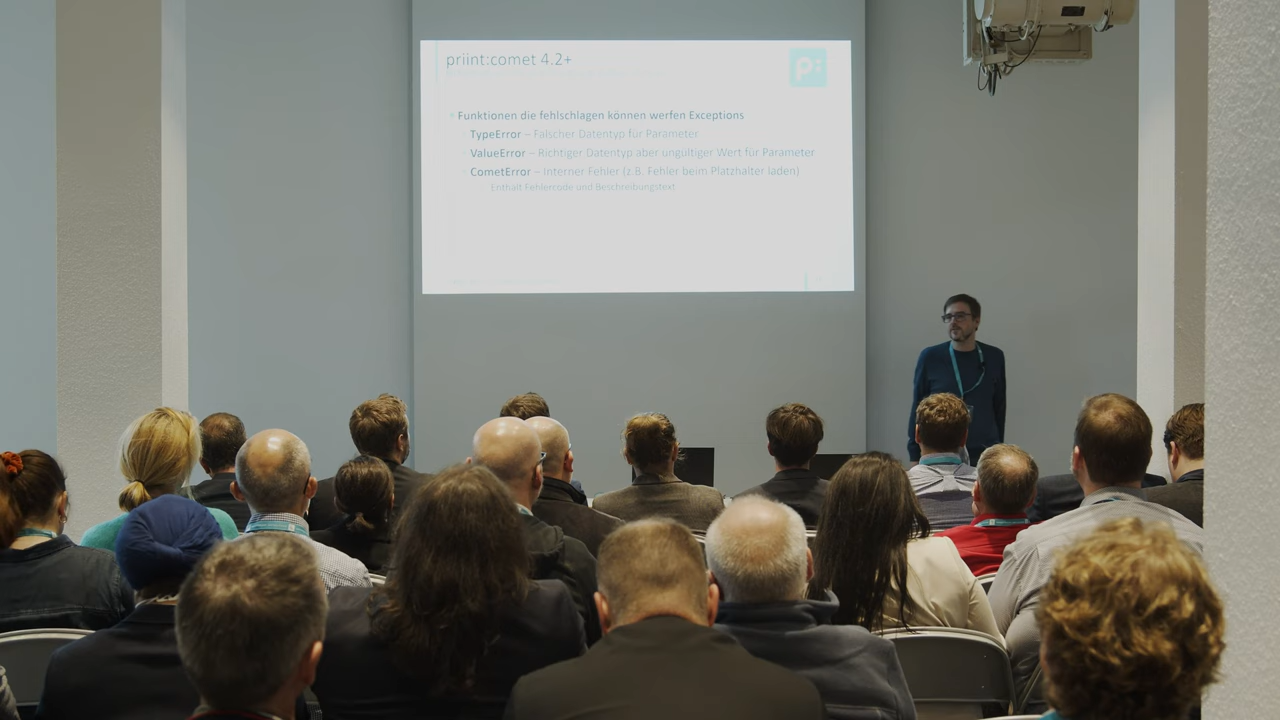 priint:comet 4.2+
p:
Funktionen die fehlschlagen können werfen Exceptions
TypeError – Falscher Datentyp für Parameter
ValueError – Richtiger Datentyp aber ungültiger Wert für Parameter
CometError – Interner Fehler (z.B. Fehler beim Platzhalter laden)
Enthält Fehlercode und Beschreibungstext